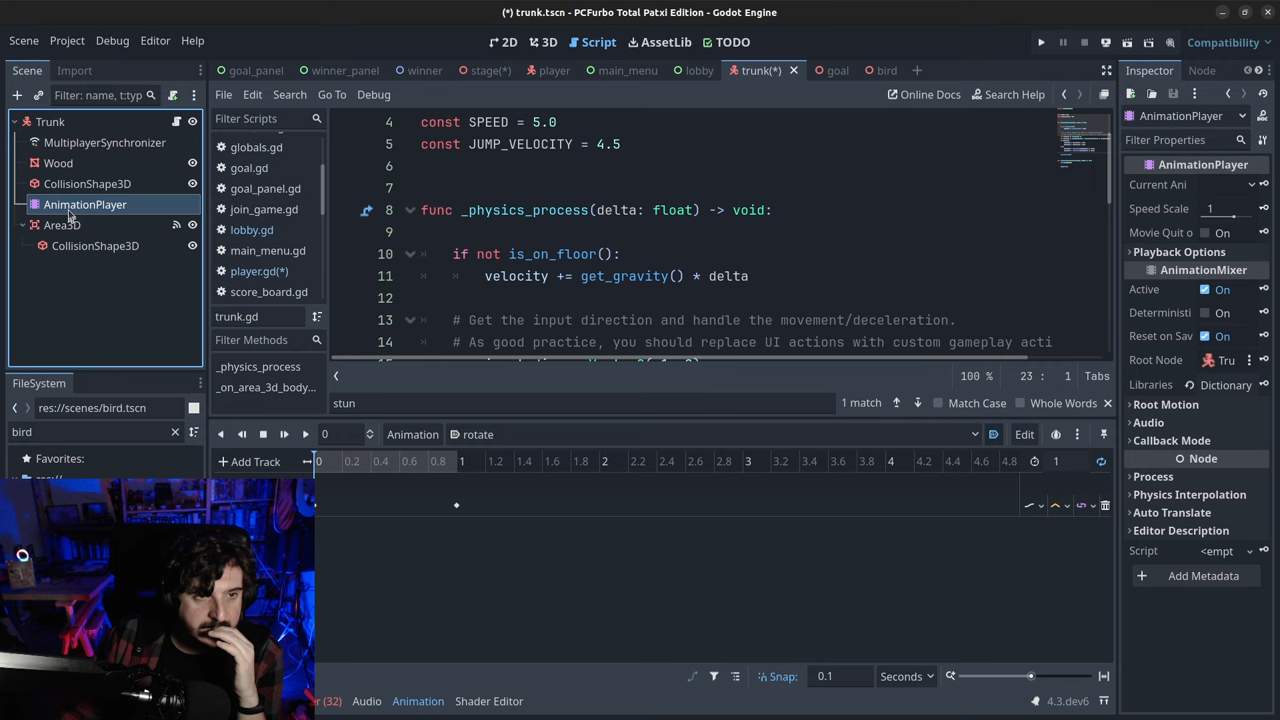 (*) trunk.tscn - PCFurbo Total Patxi Edition - Godot Engine
Scene Project Debug Editor Help
2D 3D Script AssetLib TODO
Compatibility
Scene Import
goal_panel winner_panel winner stage(*) player main_menu lobby trunk(*) goal bird
Inspector Node
Filter: name, t:typ
File Edit Search Go To Debug
Online Docs Search Help
Trunk
MultiplayerSynchronizer
Wood
CollisionShape3D
AnimationPlayer
Area3D
CollisionShape3D
Filter Scripts
globals.gd
goal.gd
goal_panel.gd
join_game.gd
lobby.gd
main_menu.gd
player.gd(*)
score_board.gd
trunk.gd
Filter Methods
_physics_process
_on_area_3d_body...
4 const SPEED = 5.0
5 const JUMP_VELOCITY = 4.5
6
7
8 func _physics_process(delta: float) -> void:
9
10 if not is_on_floor():
11 velocity += get_gravity() * delta
12
13 # Get the input direction and handle the movement/deceleration.
14 # As good practice, you should replace UI actions with custom gameplay acti
100 % 23 : 1 Tabs
stun
1 match Match Case Whole Words
AnimationPlayer
Filter Properties
AnimationPlayer
Current Ani
Speed Scale 1
Movie Quit o On
Playback Options
AnimationMixer
Active On
Deterministi On
Reset on Sav On
Root Node Tru
Libraries Dictionary
Root Motion
Audio
Callback Mode
Node
Process
Physics Interpolation
Auto Translate
Editor Description
Script <empt
Add Metadata
FileSystem
res://scenes/bird.tscn
bird
Favorites:
0 Animation rotate Edit
Add Track 0 0.2 0.4 0.6 0.8 1 1.2 1.4 1.6 1.8 2 2.2 2.4 2.6 2.8 3 3.2 3.4 3.6 3.8 4 4.2 4.4 4.6 4.8 1
Snap: 0.1 Seconds
(32) Audio Animation Shader Editor
4.3.dev6